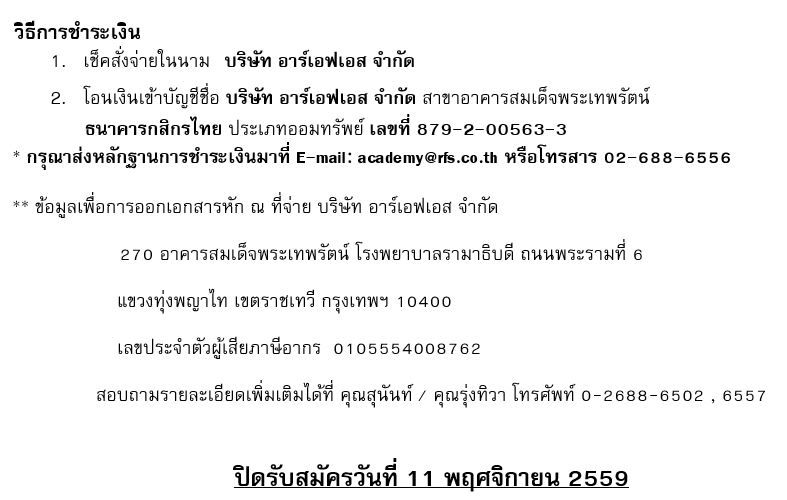 วิธีการชำระเงิน
1. เช็คสั่งจ่ายในนาม บริษัท อาร์เอฟเอส จำกัด
2. โอนเงินเข้าบัญชีชื่อ บริษัท อาร์เอฟเอส จำกัด สาขาอาคารสมเด็จพระเทพรัตน์
ธนาคารกสิกรไทย ประเภทออมทรัพย์ เลขที่ 879-2-00563-3
* กรุณาส่งหลักฐานการชำระเงินมาที่ E-mail: academy@rfs.co.th หรือโทรสาร 02-688-6556
** ข้อมูลเพื่อการออกเอกสารหัก ณ ที่จ่าย บริษัท อาร์เอฟเอส จำกัด
270 อาคารสมเด็จพระเทพรัตน์ โรงพยาบาลรามาธิบดี ถนนพระรามที่ 6
แขวงทุ่งพญาไท เขตราชเทวี กรุงเทพฯ 10400
เลขประจำตัวผู้เสียภาษีอากร 0105554008762
สอบถามรายละเอียดเพิ่มเติมได้ที่ คุณสุนันท์ / คุณรุ่งทิวา โทรศัพท์ 0-2688-6502 , 6557
ปิดรับสมัครวันที่ 11 พฤศจิกายน 2559